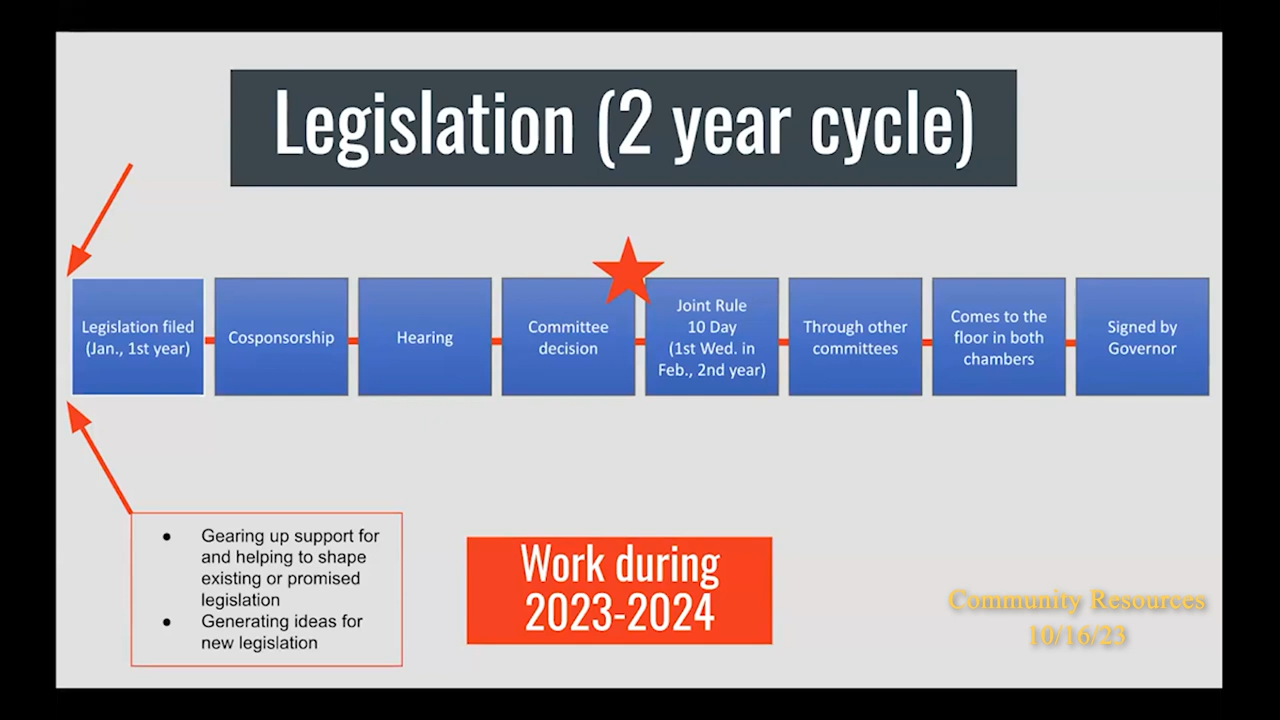 Legislation (2 year cycle)
Legislation filed
(Jan., 1st year)
Cosponsorship
Hearing
Committee
decision
Joint Rule
10 Day
(1st Wed. in
Feb., 2nd year)
Through other
committees
Comes to the
floor in both
chambers
Signed by
Governor
● Gearing up support for
and helping to shape
existing or promised
legislation
● Generating ideas for
new legislation
Work during
2023-2024
Community Resources
10/16/23